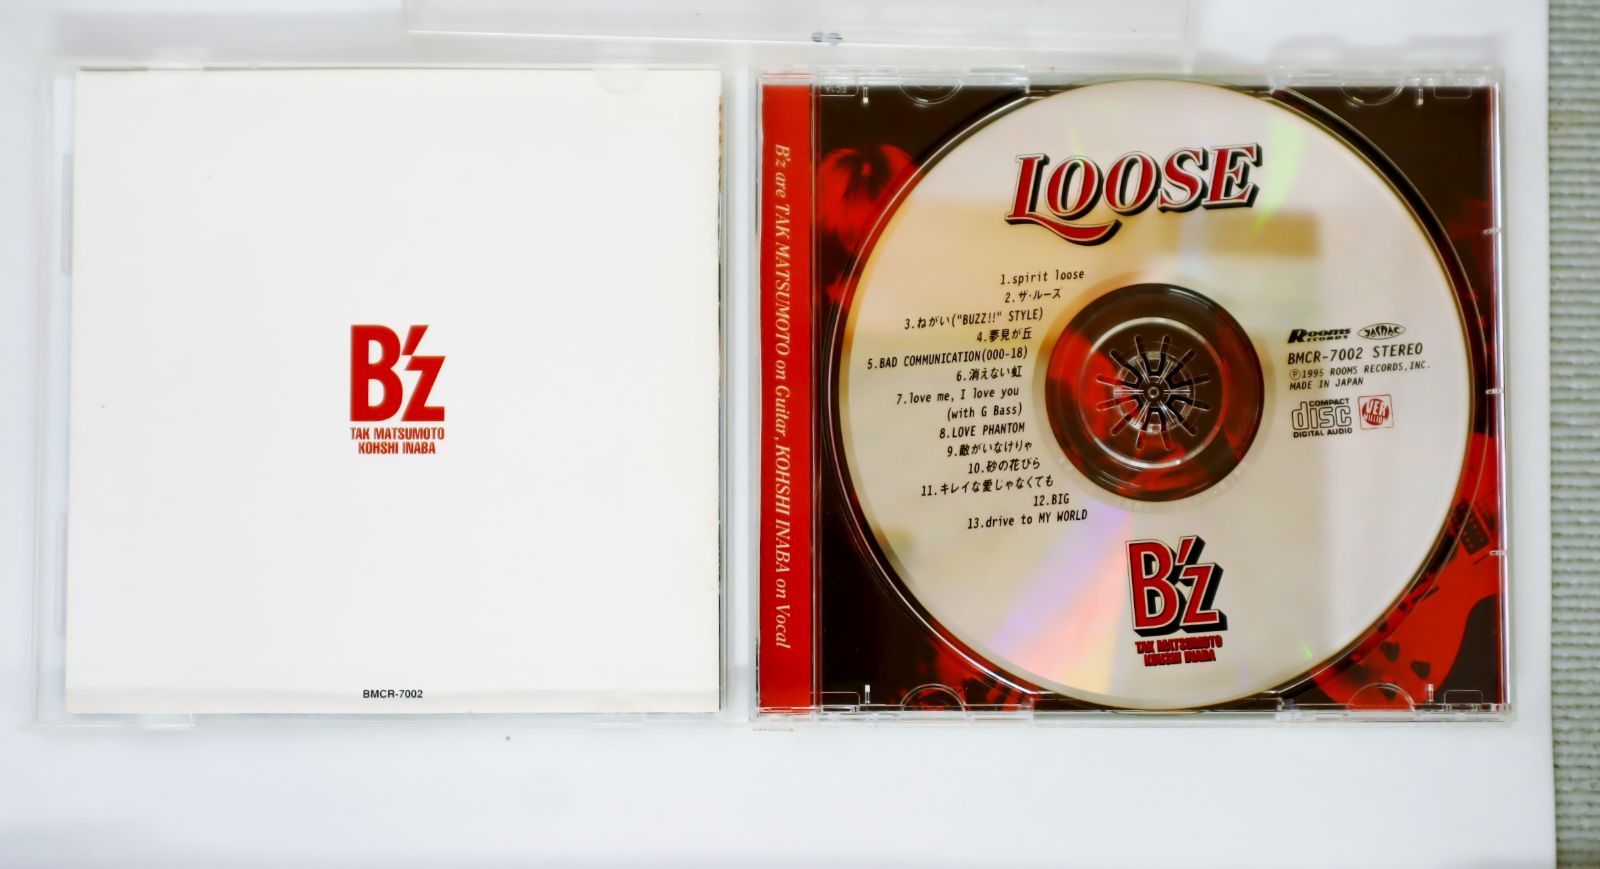 B'z
TAK MATSUMOTO
KOHSHI INABA
BMCR-7002
B'z are TAK MATSUMOTO on Guitar, KOHSHI INABA on Vocal
LOOSE
1.spirit loose
2.ザ・ルーズ
3.ねがい("BUZZ!!" STYLE)
4.夢見が丘
5.BAD COMMUNICATION(000-18)
6.消えない虹
7.love me, I love you
(with G Bass)
8.LOVE PHANTOM
9.敵がいなけりゃ
10.砂の花びら
11.キレイな愛じゃなくても
12.BIG
13.drive to MY WORLD
ROOMS
RECORDS
JASRAC
BMCR-7002 STEREO
Ⓟ1995 ROOMS RECORDS,INC.
MADE IN JAPAN
COMPACT
disc
DIGITAL AUDIO
B'z
TAK MATSUMOTO
KOHSHI INABA